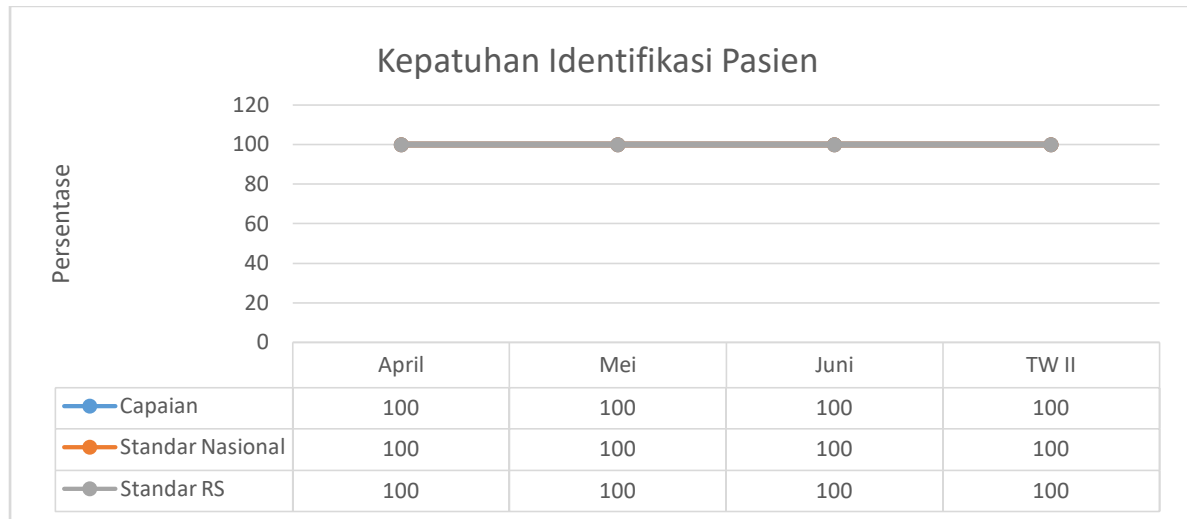 Kepatuhan Identifikasi Pasien
Persentase
120
100
80
60
40
20
0
April Mei Juni TW II
Capaian 100 100 100 100
Standar Nasional 100 100 100 100
Standar RS 100 100 100 100